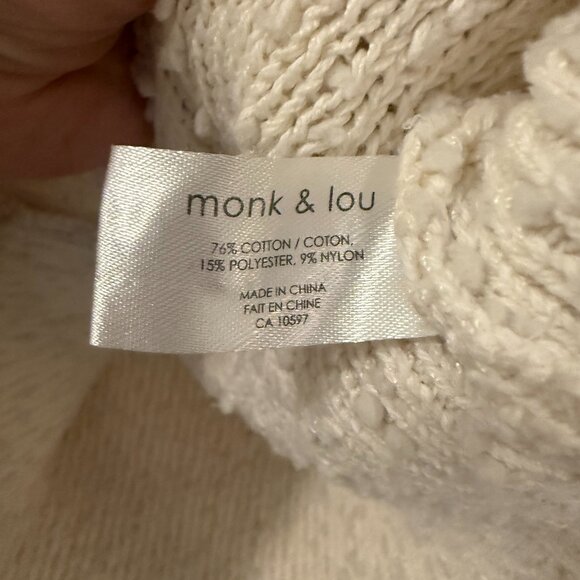 monk & lou
76% COTTON / COTON,
15% POLYESTER, 9% NYLON
MADE IN CHINA
FAIT EN CHINE
CA 10597